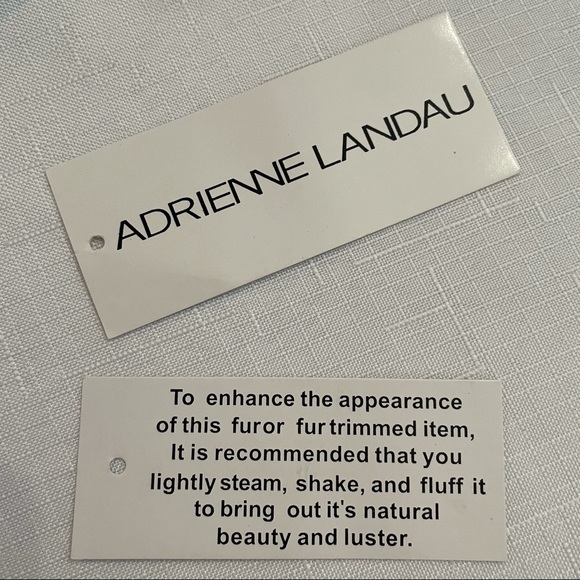 ADRIENNE LANDAU
To enhance the appearance
of this furor furtrimmed item,
It is recommended that you
lightly steam, shake, and fluff it
to bring out it's natural
beauty and luster.